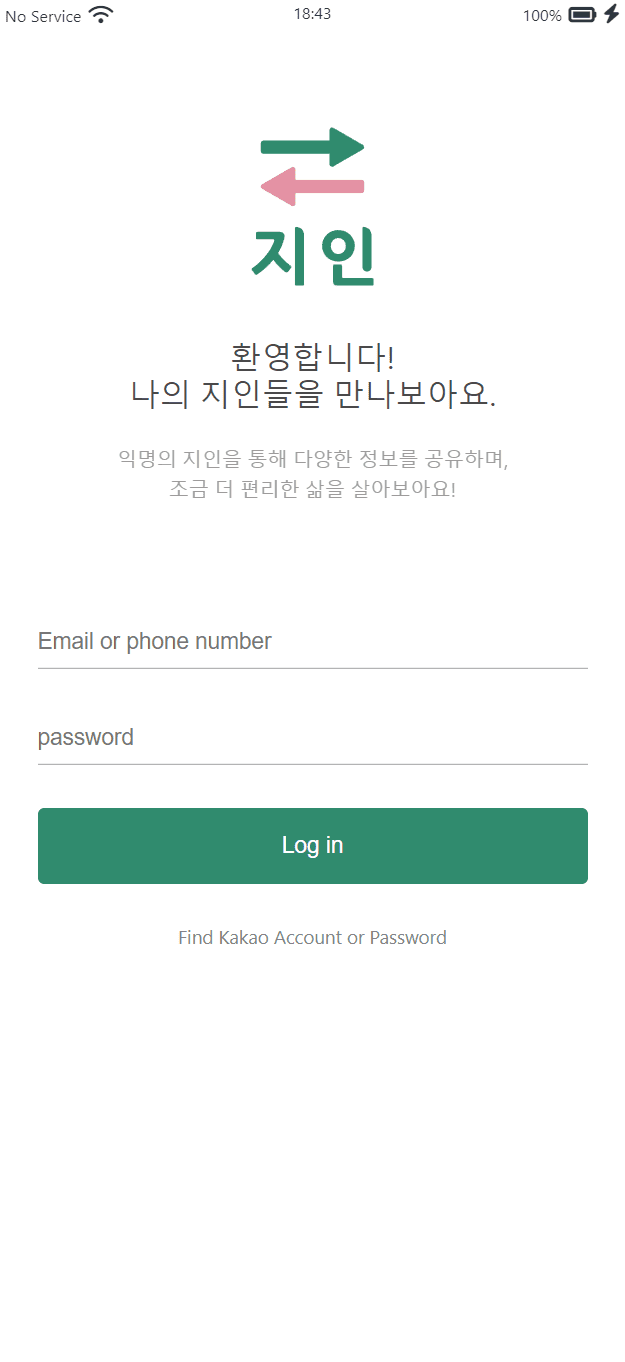 No Service 18:43 100%
지인
환영합니다!
나의 지인들을 만나보아요.
익명의 지인을 통해 다양한 정보를 공유하며,
조금 더 편리한 삶을 살아보아요!
Email or phone number
password
Log in
Find Kakao Account or Password